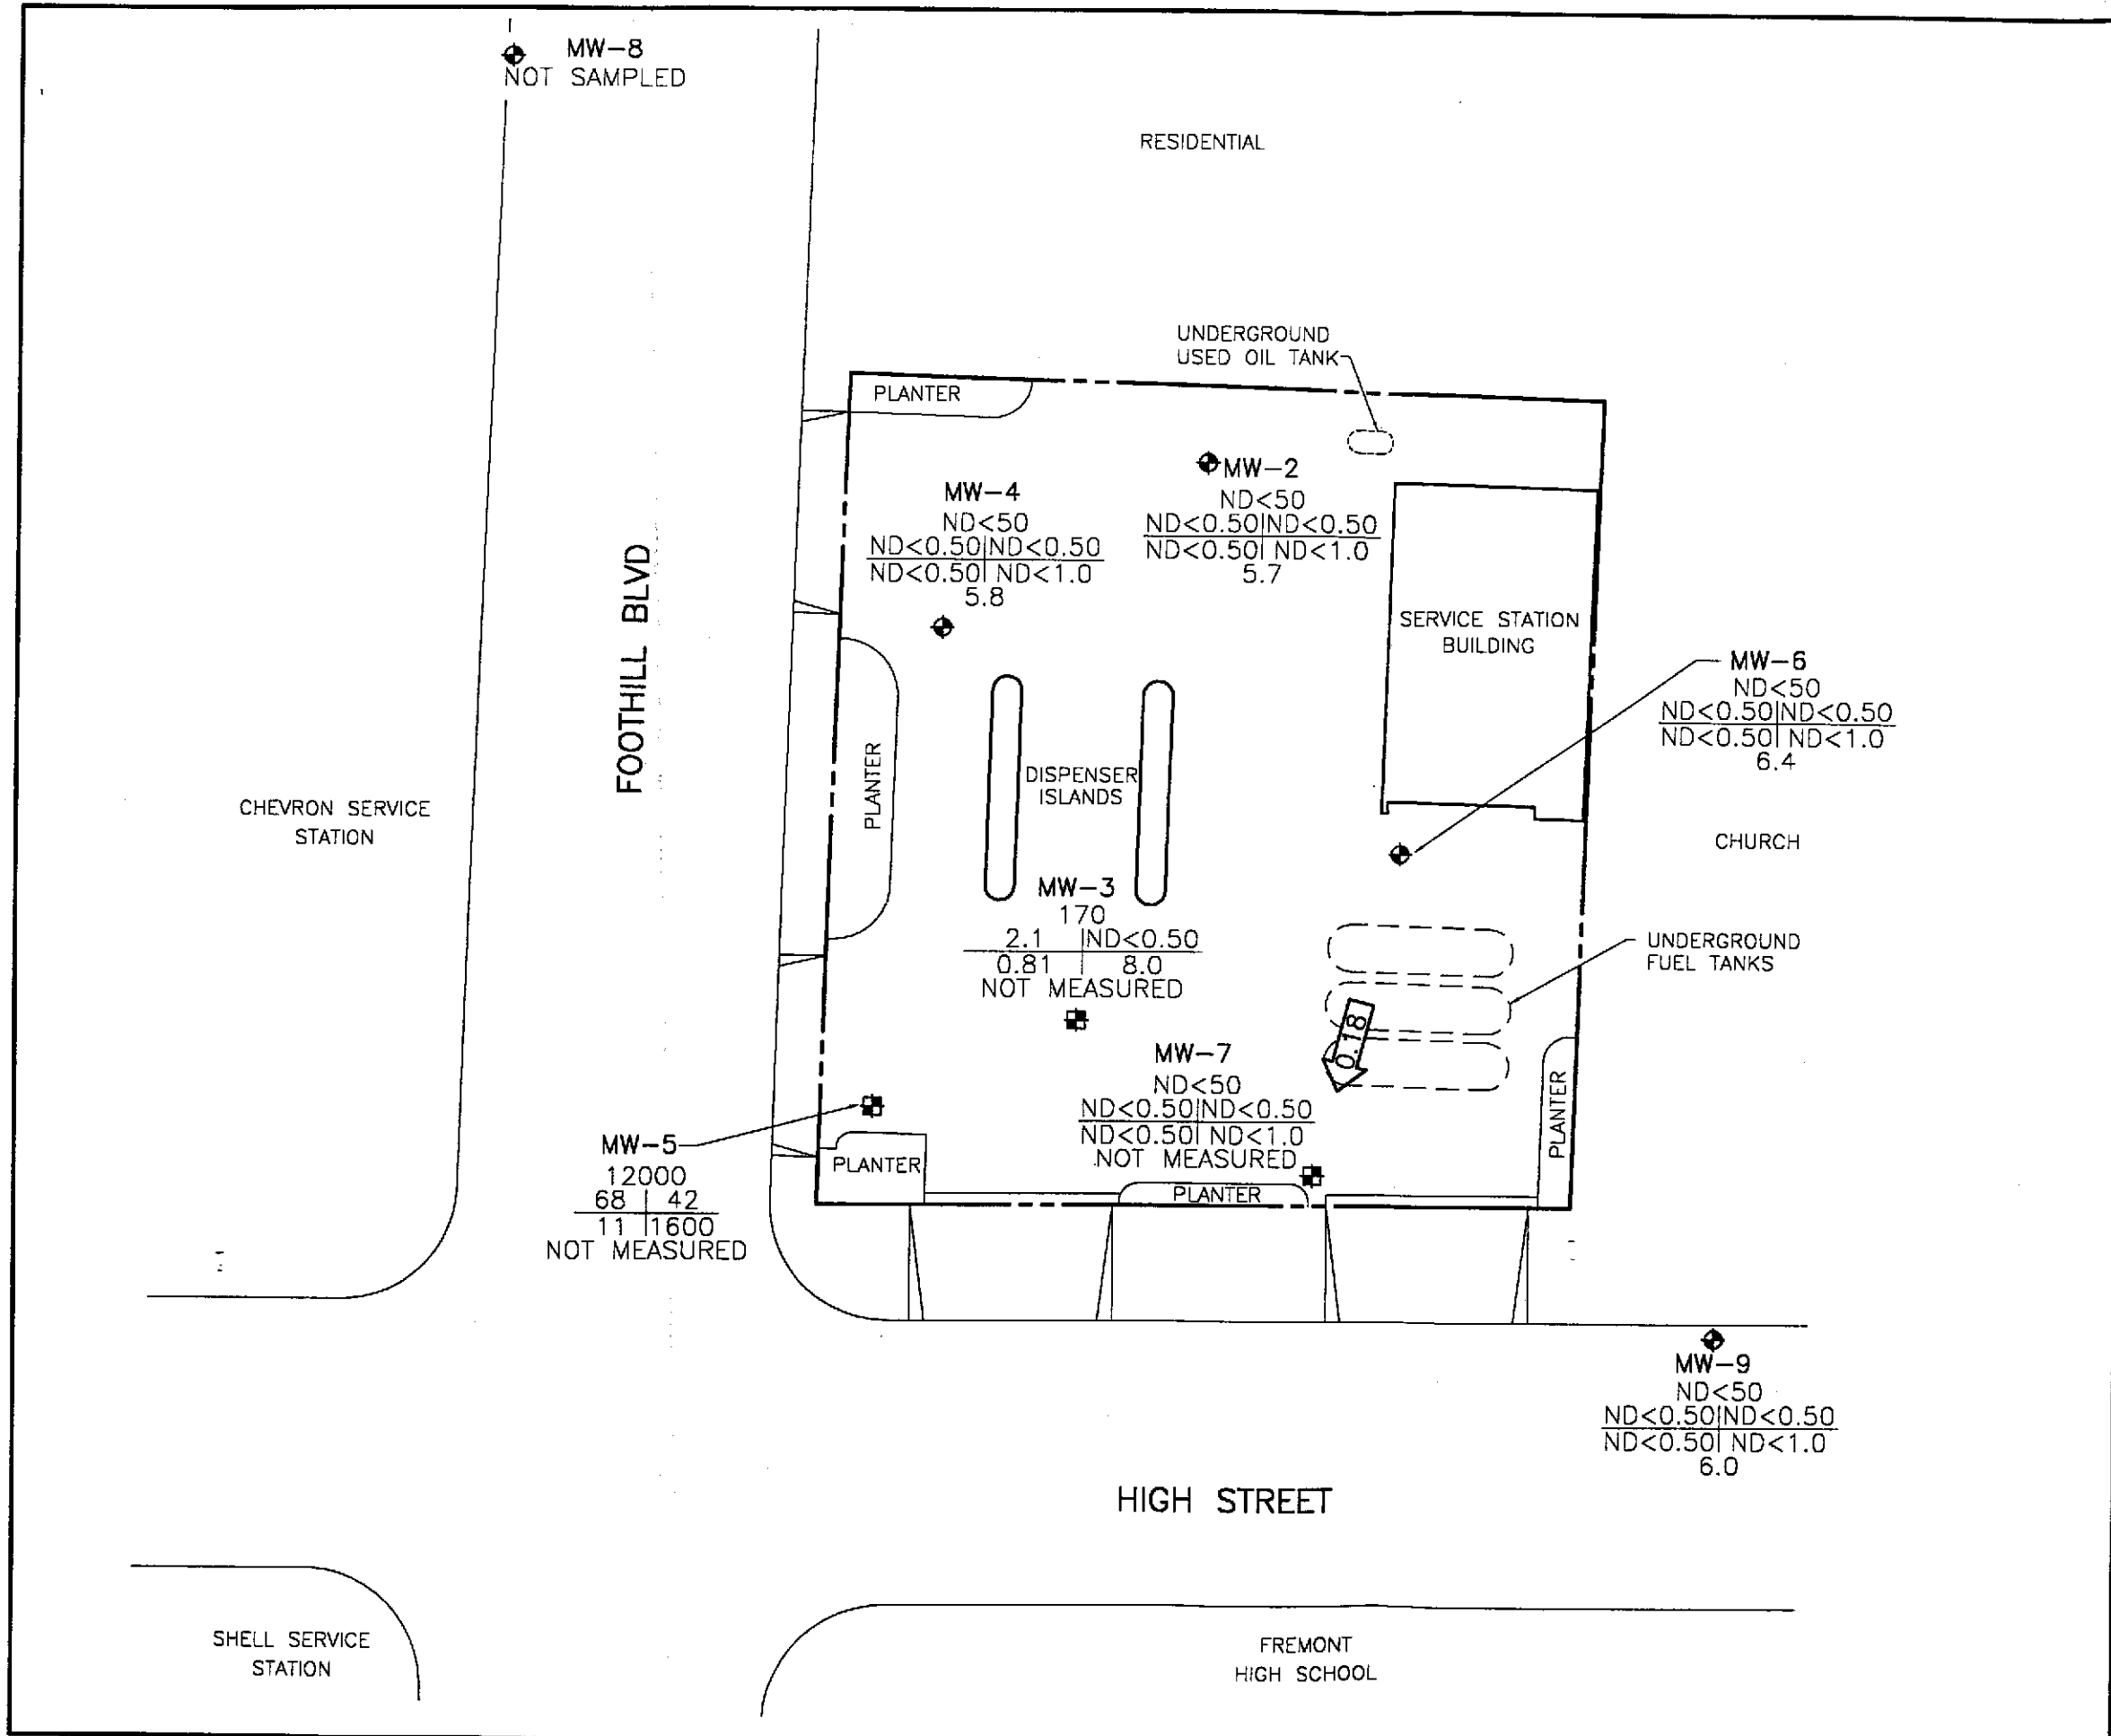 MW-8
NOT SAMPLED
RESIDENTIAL
UNDERGROUND
USED OIL TANK
PLANTER
MW-2
ND<50
ND<0.50|ND<0.50
ND<0.50|ND<1.0
5.7
MW-4
ND<50
ND<0.50|ND<0.50
ND<0.50|ND<1.0
5.8
FOOTHILL BLVD
SERVICE STATION
BUILDING
MW-6
ND<50
ND<0.50|ND<0.50
ND<0.50|ND<1.0
6.4
PLANTER
DISPENSER
ISLANDS
CHEVRON SERVICE
STATION
CHURCH
MW-3
170
2.1|ND<0.50
0.81|8.0
NOT MEASURED
UNDERGROUND
FUEL TANKS
0.18
MW-7
ND<50
ND<0.50|ND<0.50
ND<0.50|ND<1.0
NOT MEASURED
PLANTER
MW-5
12000
68|42
11|1600
NOT MEASURED
PLANTER
PLANTER
MW-9
ND<50
ND<0.50|ND<0.50
ND<0.50|ND<1.0
6.0
HIGH STREET
SHELL SERVICE
STATION
FREMONT
HIGH SCHOOL